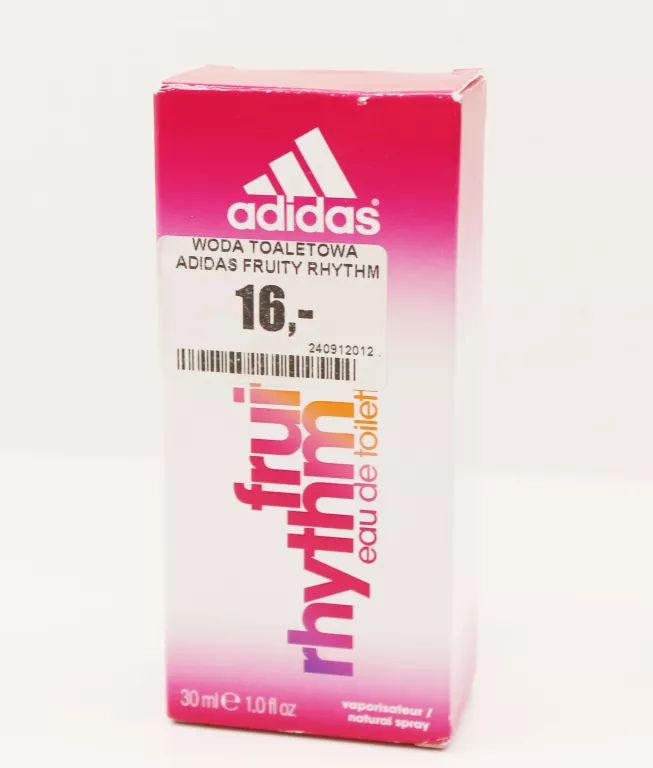 adidas®
WODA TOALETOWA
ADIDAS FRUITY RHYTHM
16,-
240912012
frui
rhythm
eau de toilet
30 ml e 1.0 fl oz
vaporisateur /
natural spray